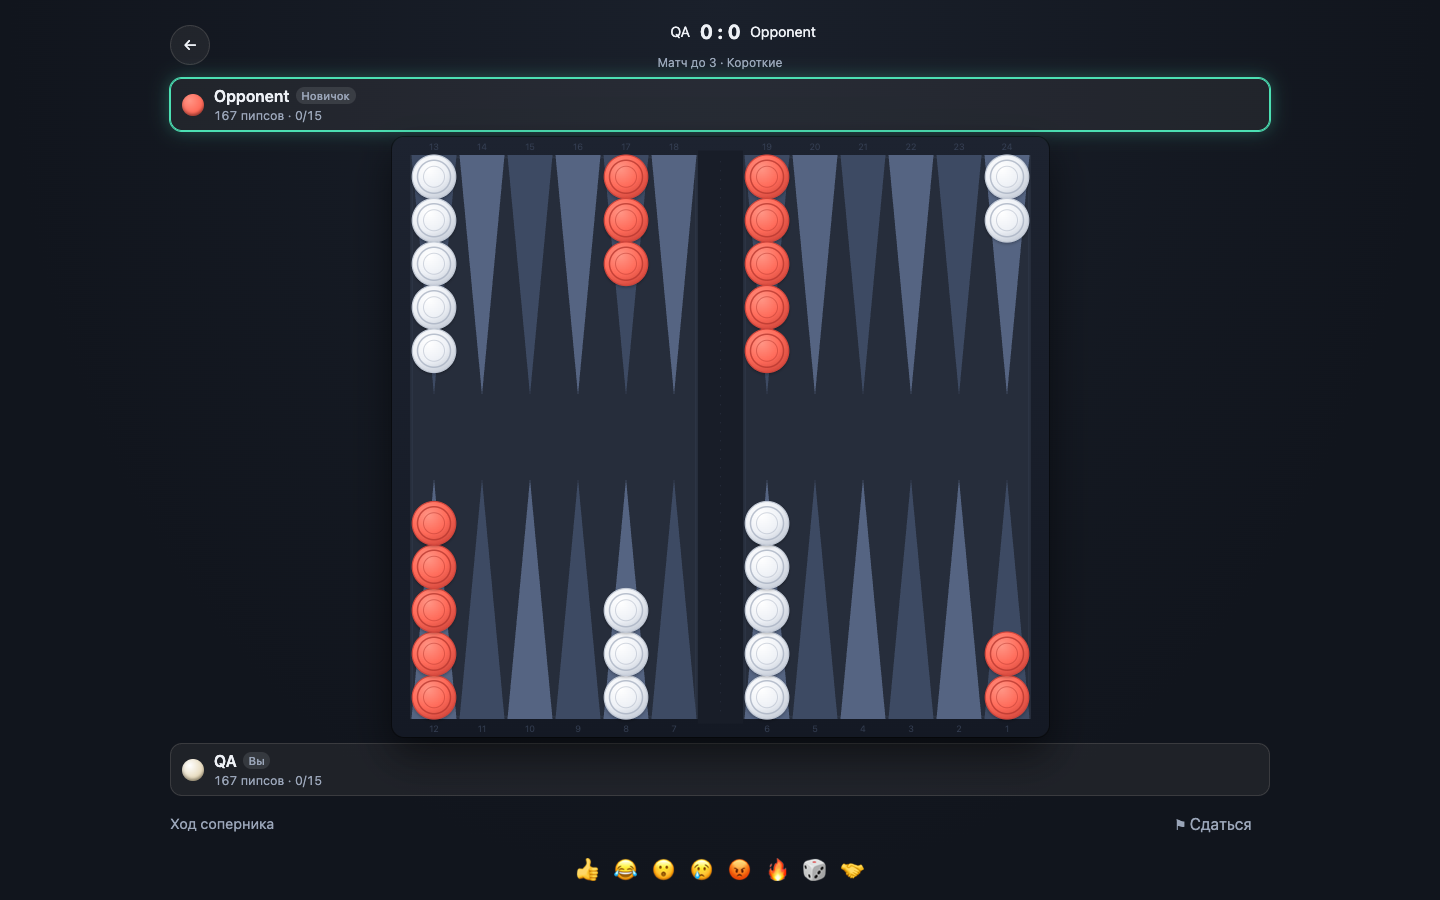 QA 0 : 0 Opponent
Матч до 3 · Короткие
Opponent Новичок
167 пипсов · 0/15
13 14 15 16 17 18 19 20 21 22 23 24
12 11 10 9 8 7 6 5 4 3 2 1
QA Вы
167 пипсов · 0/15
Ход соперника
Сдаться